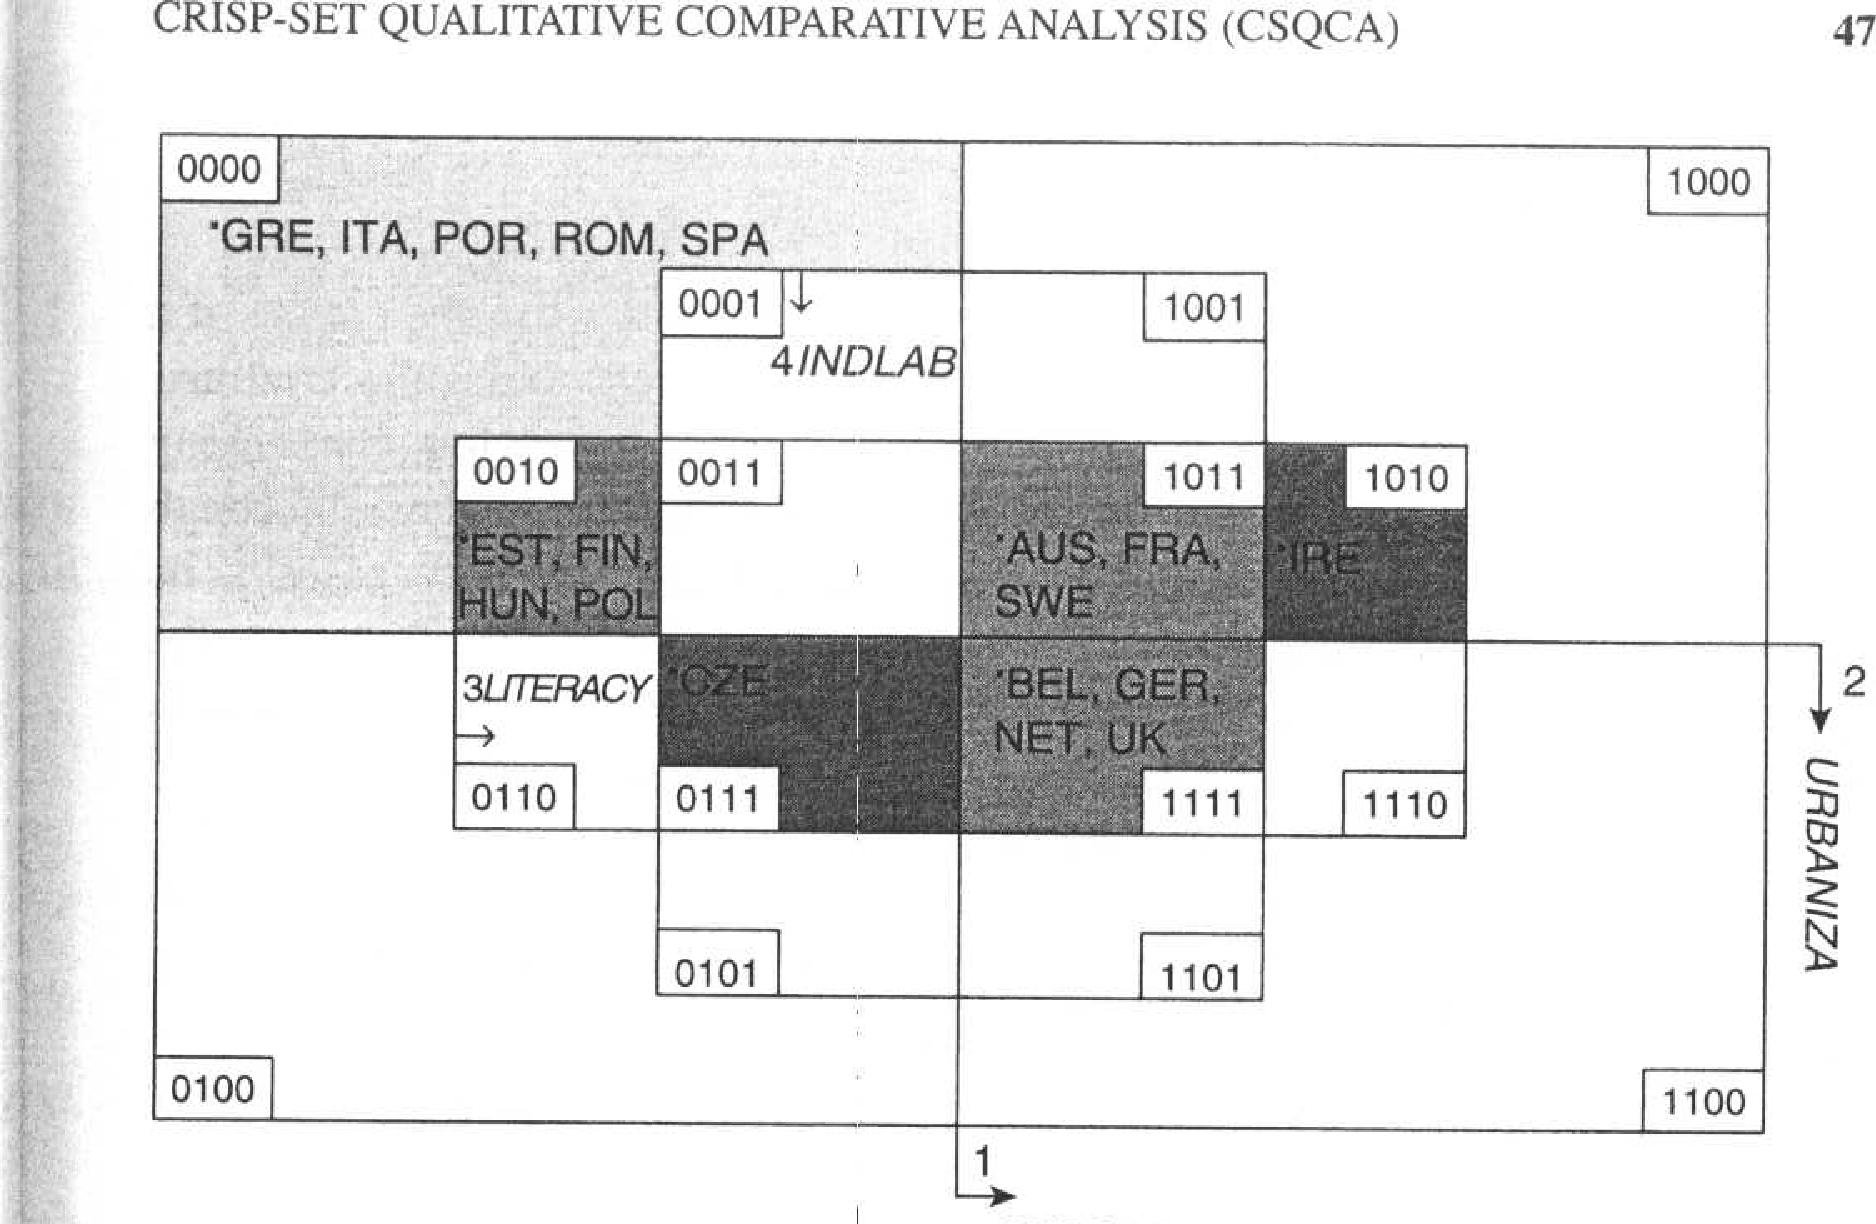 CRISP-SET QUALITATIVE COMPARATIVE ANALYSIS (CSQCA) 47
0000
1000
GRE, ITA, POR, ROM, SPA
0001
1001
4INDLAB
0010
0011
1011
1010
EST, FIN,
HUN, POL
AUS, FRA,
SWE
IRE
3LITERACY
CZE
BEL, GER,
NET, UK
2
URBANIZA
0110
0111
1111
1110
0101
1101
0100
1100
1